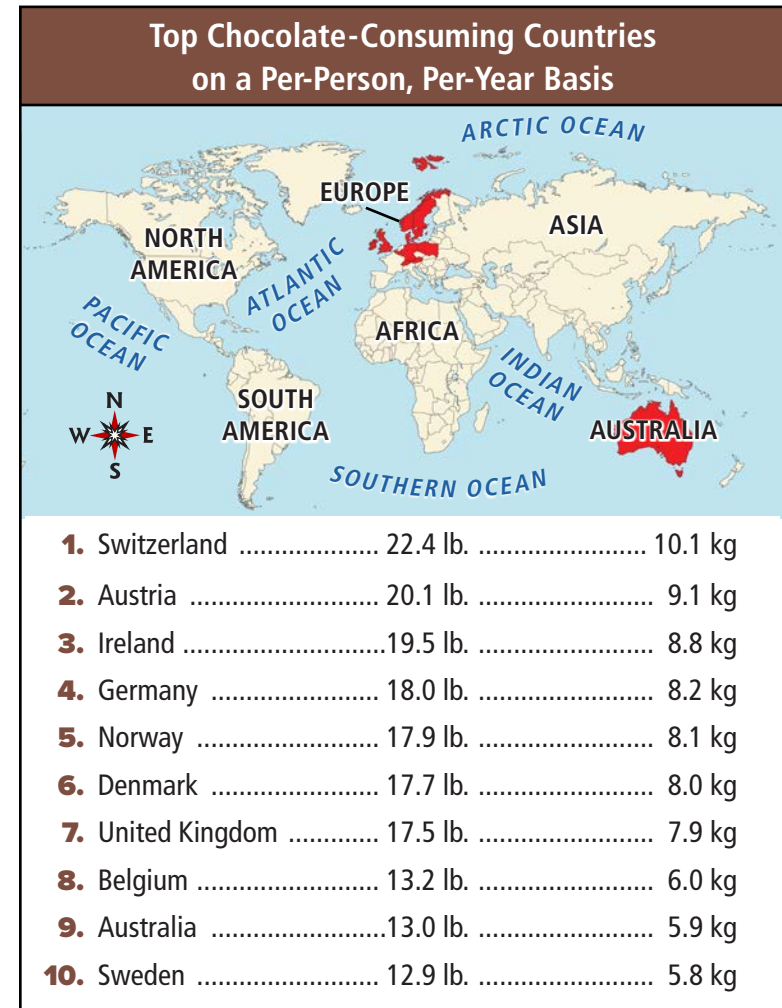 Top Chocolate-Consuming Countries
on a Per-Person, Per-Year Basis
ARCTIC OCEAN
EUROPE
ASIA
NORTH
AMERICA
ATLANTIC
OCEAN
PACIFIC
OCEAN
AFRICA
INDIAN
OCEAN
SOUTH
AMERICA
AUSTRALIA
N
W E
S
SOUTHERN OCEAN
1. Switzerland ................... 22.4 lb. ....................... 10.1 kg
2. Austria .......................... 20.1 lb. ........................ 9.1 kg
3. Ireland ............................19.5 lb. ........................ 8.8 kg
4. Germany ....................... 18.0 lb. ........................ 8.2 kg
5. Norway ......................... 17.9 lb. ........................ 8.1 kg
6. Denmark ....................... 17.7 lb. ........................ 8.0 kg
7. United Kingdom ............. 17.5 lb. ........................ 7.9 kg
8. Belgium ......................... 13.2 lb. ........................ 6.0 kg
9. Australia ........................13.0 lb. ........................ 5.9 kg
10. Sweden ......................... 12.9 lb. ........................ 5.8 kg